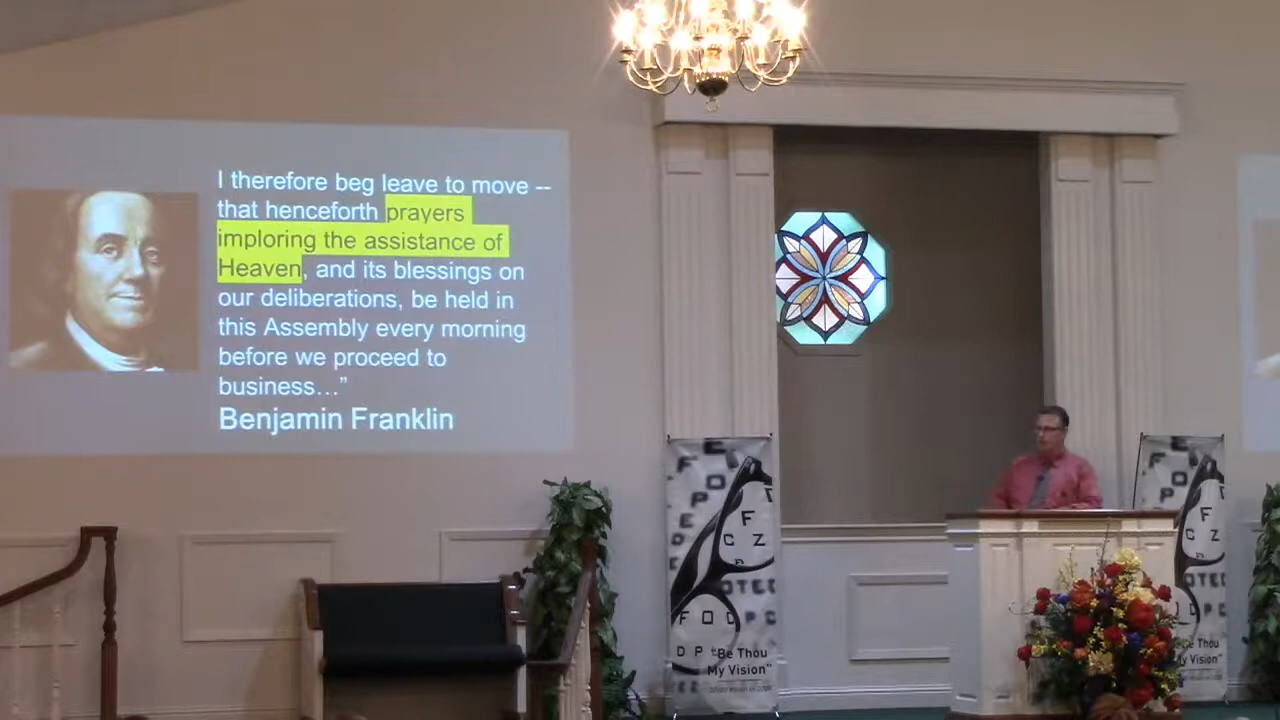 I therefore beg leave to move --
that henceforth prayers
imploring the assistance of
Heaven, and its blessings on
our deliberations, be held in
this Assembly every morning
before we proceed to
business…”
Benjamin Franklin
F
C Z
F O D P C
D P
“Be Thou
My Vision”
F
C Z
My Vision”